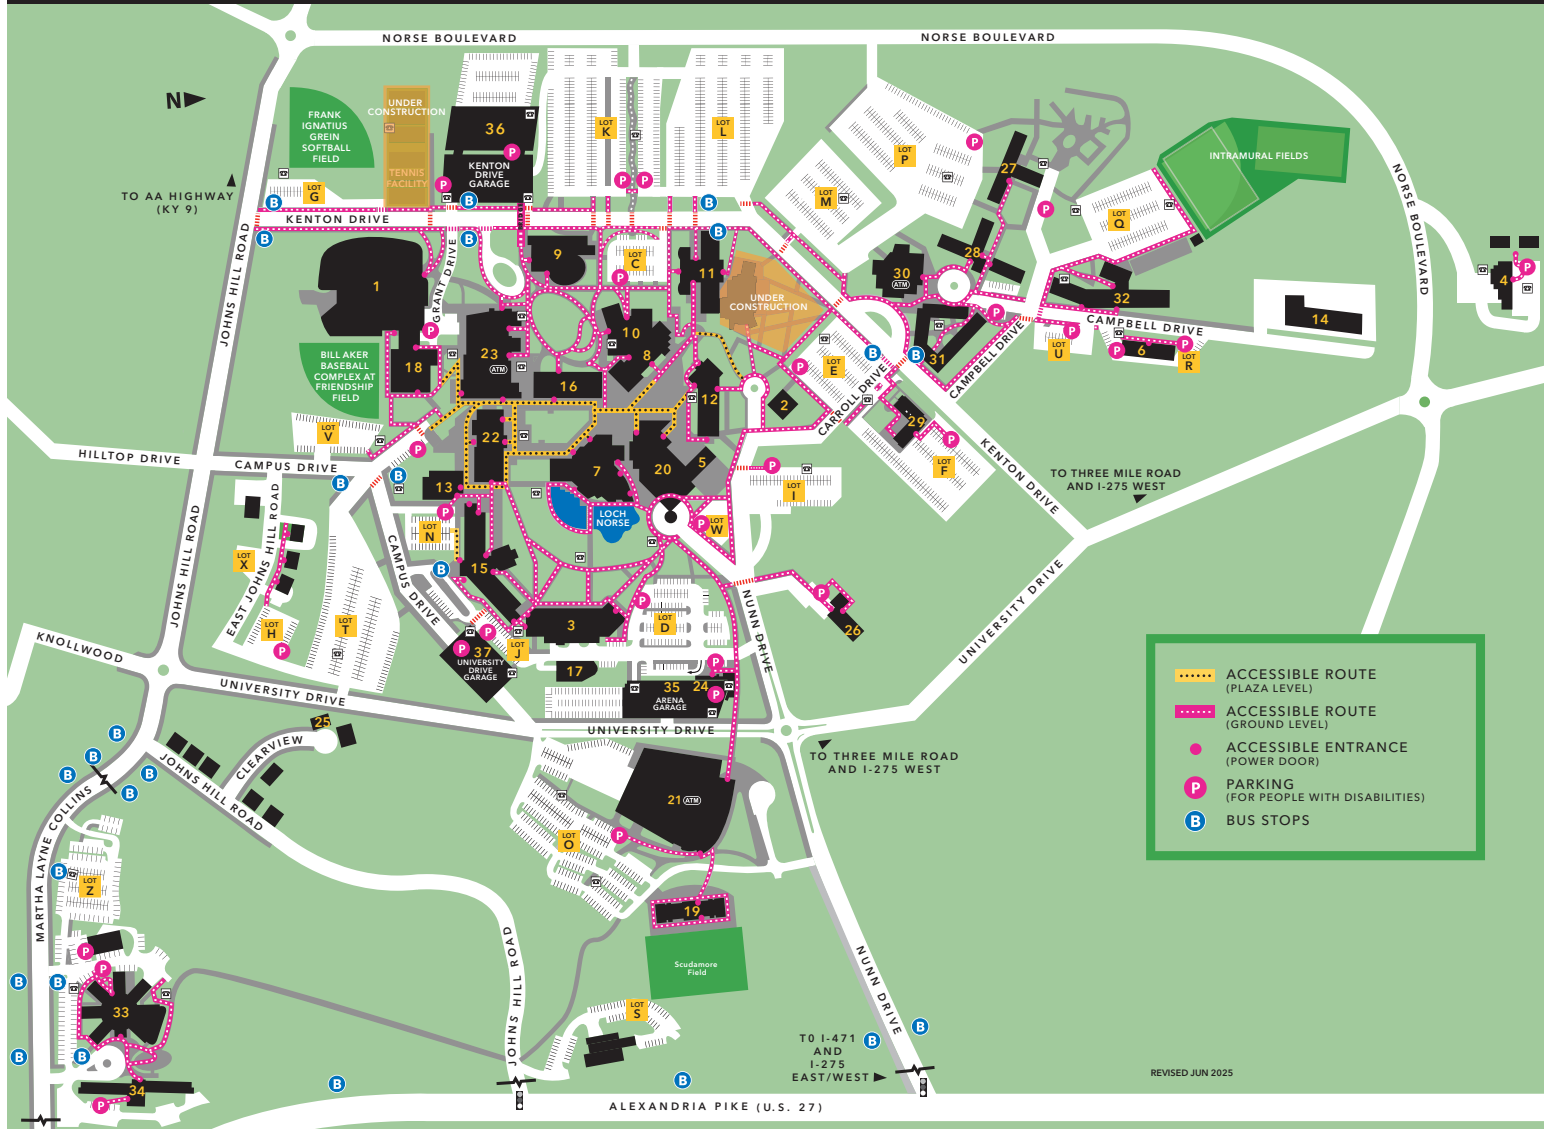 NORSE BOULEVARD
NORSE BOULEVARD
N
FRANK
IGNATIUS
GREIN
SOFTBALL
FIELD
UNDER
CONSTRUCTION
TENNIS
FACILITY
36
KENTON
DRIVE
GARAGE
LOT
K
LOT
L
LOT
P
LOT
M
27
INTRAMURAL FIELDS
NORSE BOULEVARD
TO AA HIGHWAY
(KY 9)
LOT
G
KENTON DRIVE
LOT
Q
JOHNS HILL ROAD
GRANT DRIVE
1
9
LOT
C
11
UNDER
CONSTRUCTION
30
ATM
28
32
4
CAMPBELL DRIVE
14
10
8
23
ATM
18
16
BILL AKER
BASEBALL
COMPLEX AT
FRIENDSHIP
FIELD
12
2
LOT
E
31
CAMPBELL DRIVE
LOT
U
6
LOT
R
CARROLL DRIVE
29
LOT
F
KENTON DRIVE
LOT
V
22
7
20
5
HILLTOP DRIVE
CAMPUS DRIVE
13
LOT
I
TO THREE MILE ROAD
AND I-275 WEST
LOCH
NORSE
LOT
W
LOT
N
JOHNS HILL ROAD
EAST JOHNS HILL ROAD
LOT
X
CAMPUS DRIVE
15
LOT
H
LOT
T
3
LOT
D
NUNN DRIVE
26
UNIVERSITY DRIVE
KNOLLWOOD
37
UNIVERSITY
DRIVE
GARAGE
LOT
J
17
35
24
ARENA
GARAGE
UNIVERSITY DRIVE
UNIVERSITY DRIVE
25
CLEARVIEW
JOHNS HILL ROAD
TO THREE MILE ROAD
AND I-275 WEST
21
ATM
ACCESSIBLE ROUTE
(PLAZA LEVEL)
ACCESSIBLE ROUTE
(GROUND LEVEL)
ACCESSIBLE ENTRANCE
(POWER DOOR)
P
PARKING
(FOR PEOPLE WITH DISABILITIES)
B
BUS STOPS
MARTHA LAYNE COLLINS
LOT
O
LOT
Z
19
Scudamore
Field
JOHNS HILL ROAD
NUNN DRIVE
33
34
LOT
S
T0 I-471
AND
I-275
EAST/WEST
REVISED JUN 2025
ALEXANDRIA PIKE (U.S. 27)